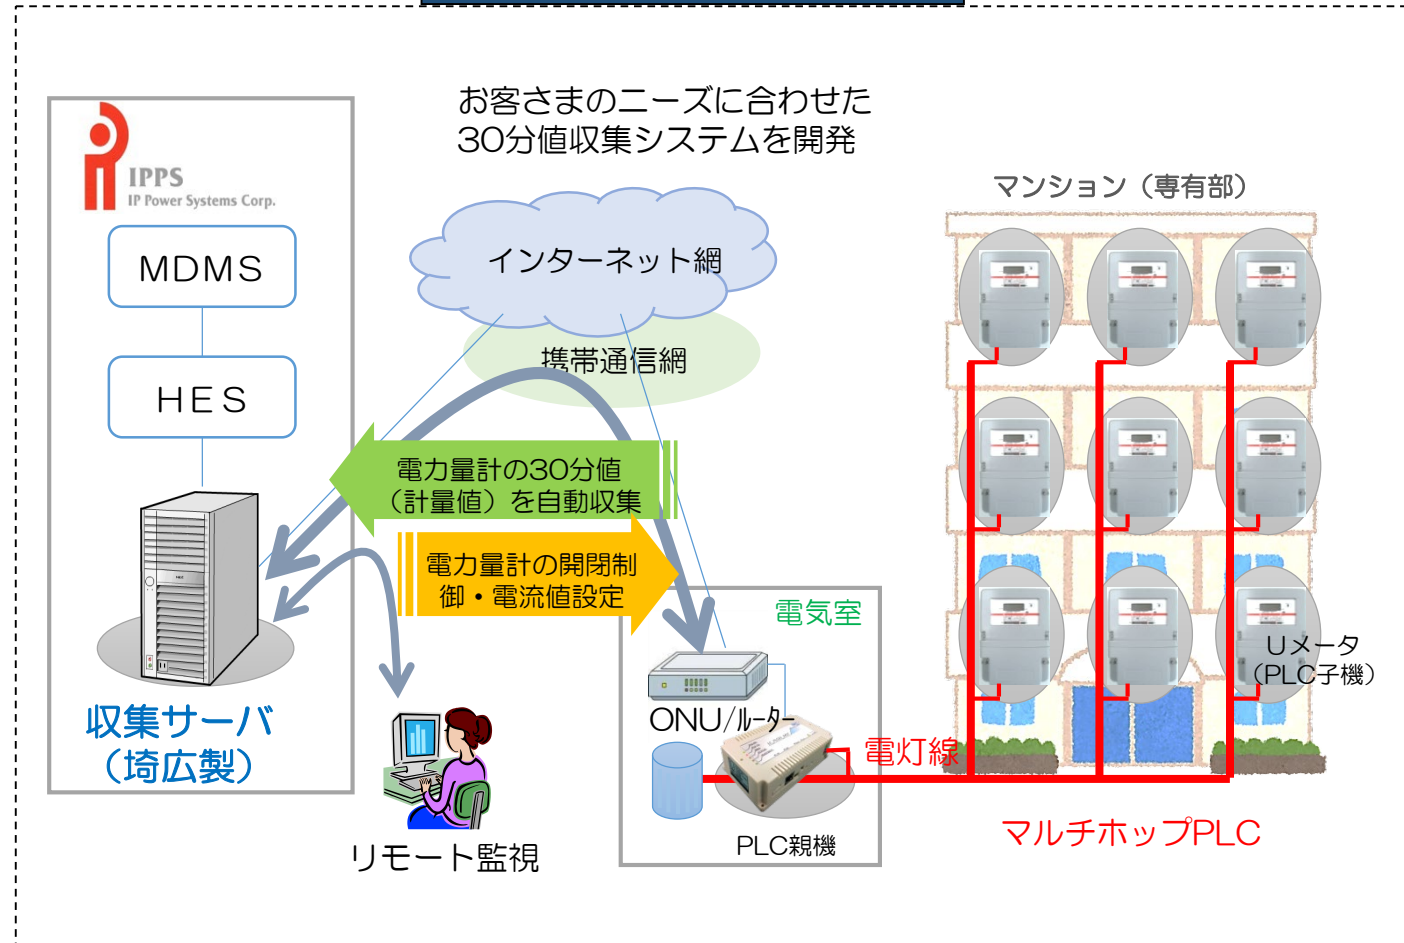 お客さまのニーズに合わせた
30分値収集システムを開発
IPPS
IP Power Systems Corp.
マンション（専有部）
MDMS
インターネット網
携帯通信網
HES
電力量計の30分値
（計量値）を自動収集
電力量計の開閉制
御・電流値設定
電気室
Uメータ
（PLC子機）
ONU/ルーター
収集サーバ
（埼広製）
電灯線
マルチホップPLC
PLC親機
リモート監視